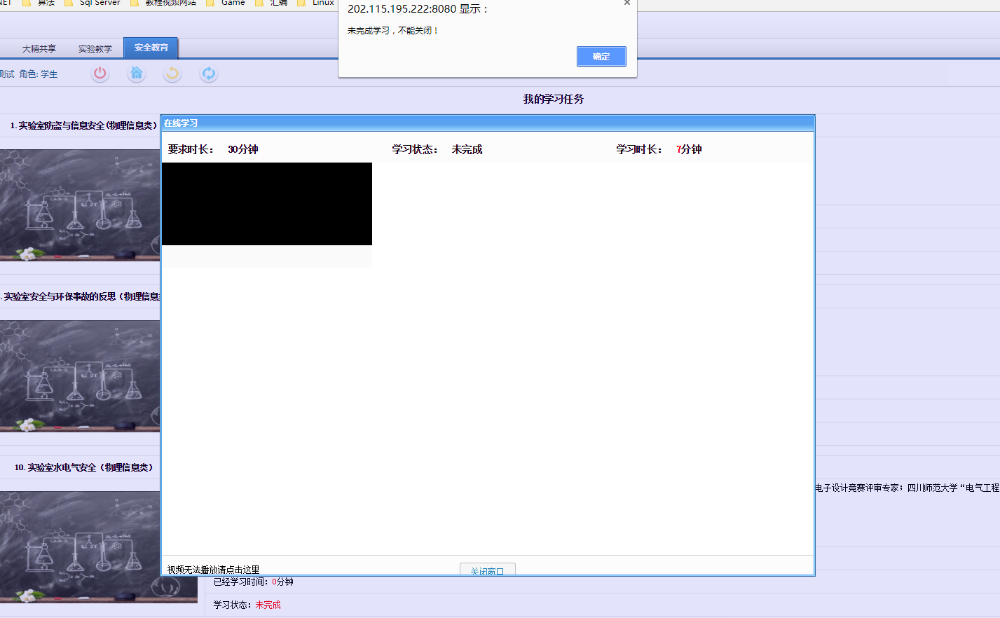 NET 算法 Sql Server 教程视频网站 Game 汇编 Linux
202.115.195.222:8080 显示：
未完成学习，不能关闭！
确定
大精共享 实验教学 安全教育
测试 角色: 学生
我的学习任务
1. 实验室防盗与信息安全(物理信息类)
在线学习
要求时长： 30分钟 学习状态： 未完成 学习时长： 7分钟
. 实验室安全与环保事故的反思（物理信息
10. 实验室水电气安全（物理信息类）
电子设计竞赛评审专家；四川师范大学“电气工程
视频无法播放请点击这里 关闭窗口
已经学习时间：0分钟
学习状态：未完成